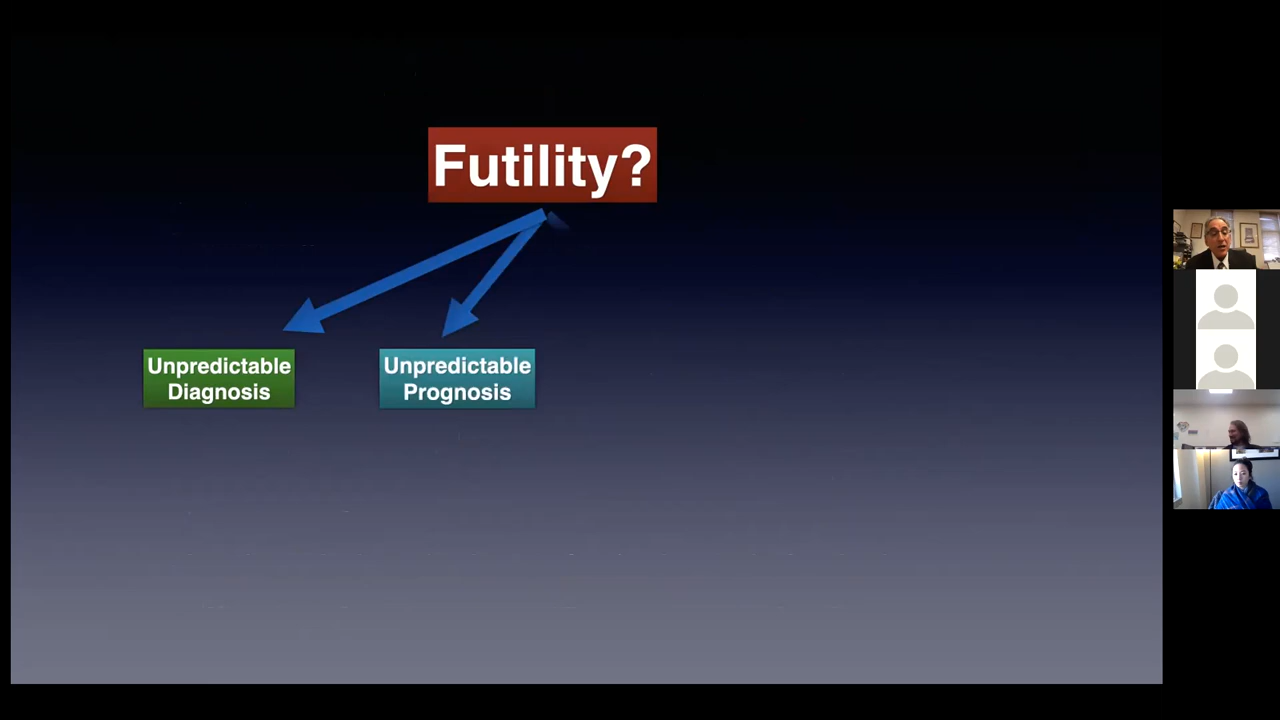 Futility?
Unpredictable
Diagnosis
Unpredictable
Prognosis